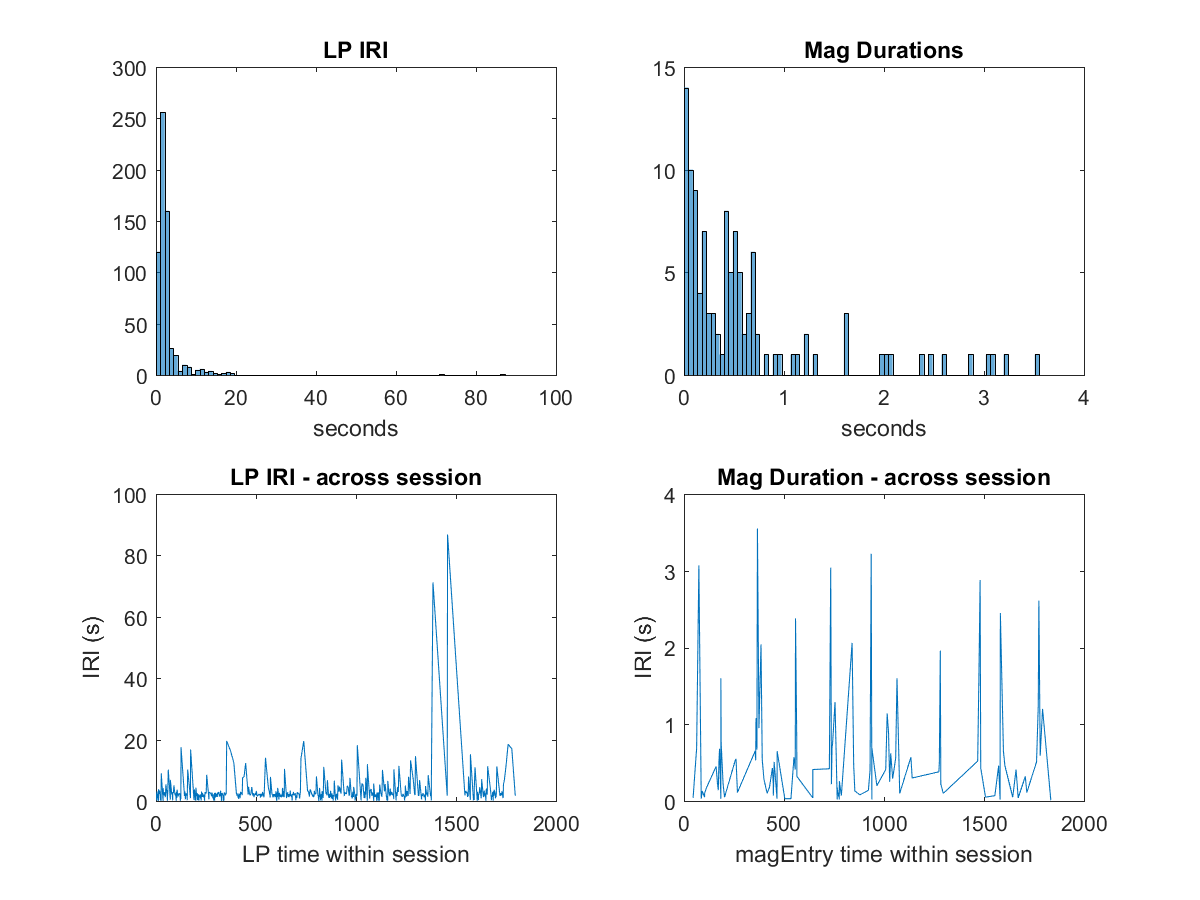 LP IRI
300
250
200
150
100
50
0
0 20 40 60 80 100
seconds
Mag Durations
15
10
5
0
0 1 2 3 4
seconds
LP IRI - across session
100
80
60
40
20
0
IRI (s)
0 500 1000 1500 2000
LP time within session
Mag Duration - across session
4
3
2
1
0
IRI (s)
0 500 1000 1500 2000
magEntry time within session